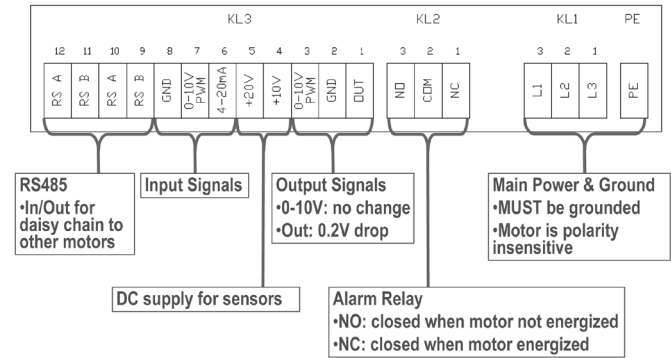 KL3 KL2 KL1 PE
12 11 10 9 8 7 6 5 4 3 2 1 3 2 1 3 2 1
RS A
RS B
RS A
RS B
GND
0-10V
PWM
4-20mA
+20V
+10V
0-10V
PWM
GND
OUT
NO
COM
NC
L1
L2
L3
PE
RS485
•In/Out for
daisy chain to
other motors
Input Signals
Output Signals
•0-10V: no change
•Out: 0.2V drop
Main Power & Ground
•MUST be grounded
•Motor is polarity
insensitive
DC supply for sensors
Alarm Relay
•NO: closed when motor not energized
•NC: closed when motor energized